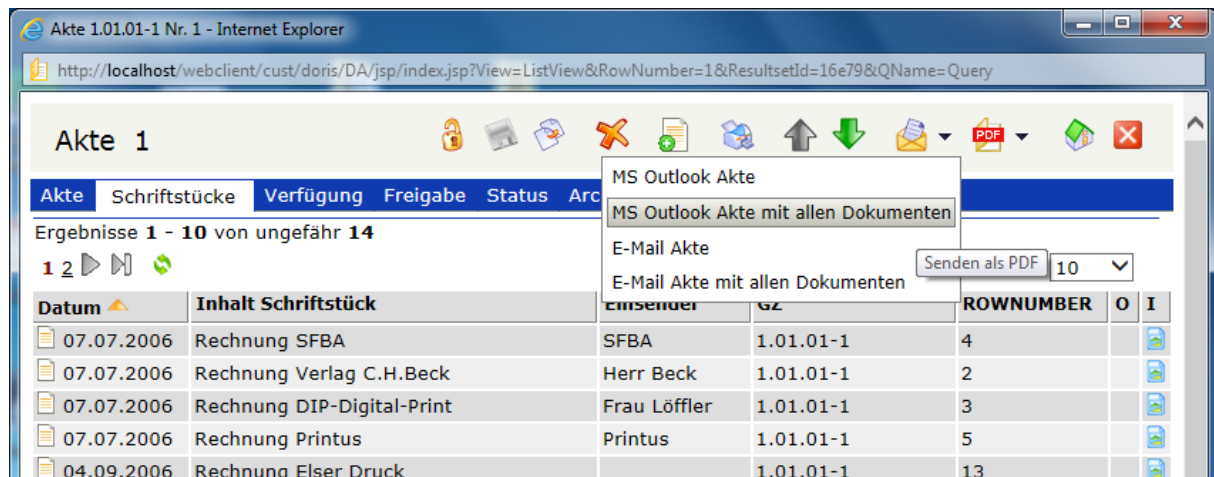 Akte 1.01.01-1 Nr. 1 - Internet Explorer
http://localhost/webclient/cust/doris/DA/jsp/index.jsp?View=ListView&RowNumber=1&ResultsetId=16e79&QName=Query
Akte 1
PDF
MS Outlook Akte
MS Outlook Akte mit allen Dokumenten
E-Mail Akte
E-Mail Akte mit allen Dokumenten
Senden als PDF
Akte Schriftstücke Verfügung Freigabe Status Arc
Ergebnisse 1 - 10 von ungefähr 14
1 2
10
Datum Inhalt Schriftstück Einsender GZ ROWNUMBER O I
07.07.2006 Rechnung SFBA SFBA 1.01.01-1 4
07.07.2006 Rechnung Verlag C.H.Beck Herr Beck 1.01.01-1 2
07.07.2006 Rechnung DIP-Digital-Print Frau Löffler 1.01.01-1 3
07.07.2006 Rechnung Printus Printus 1.01.01-1 5
04.09.2006 Rechnung Elser Druck 1.01.01-1 13